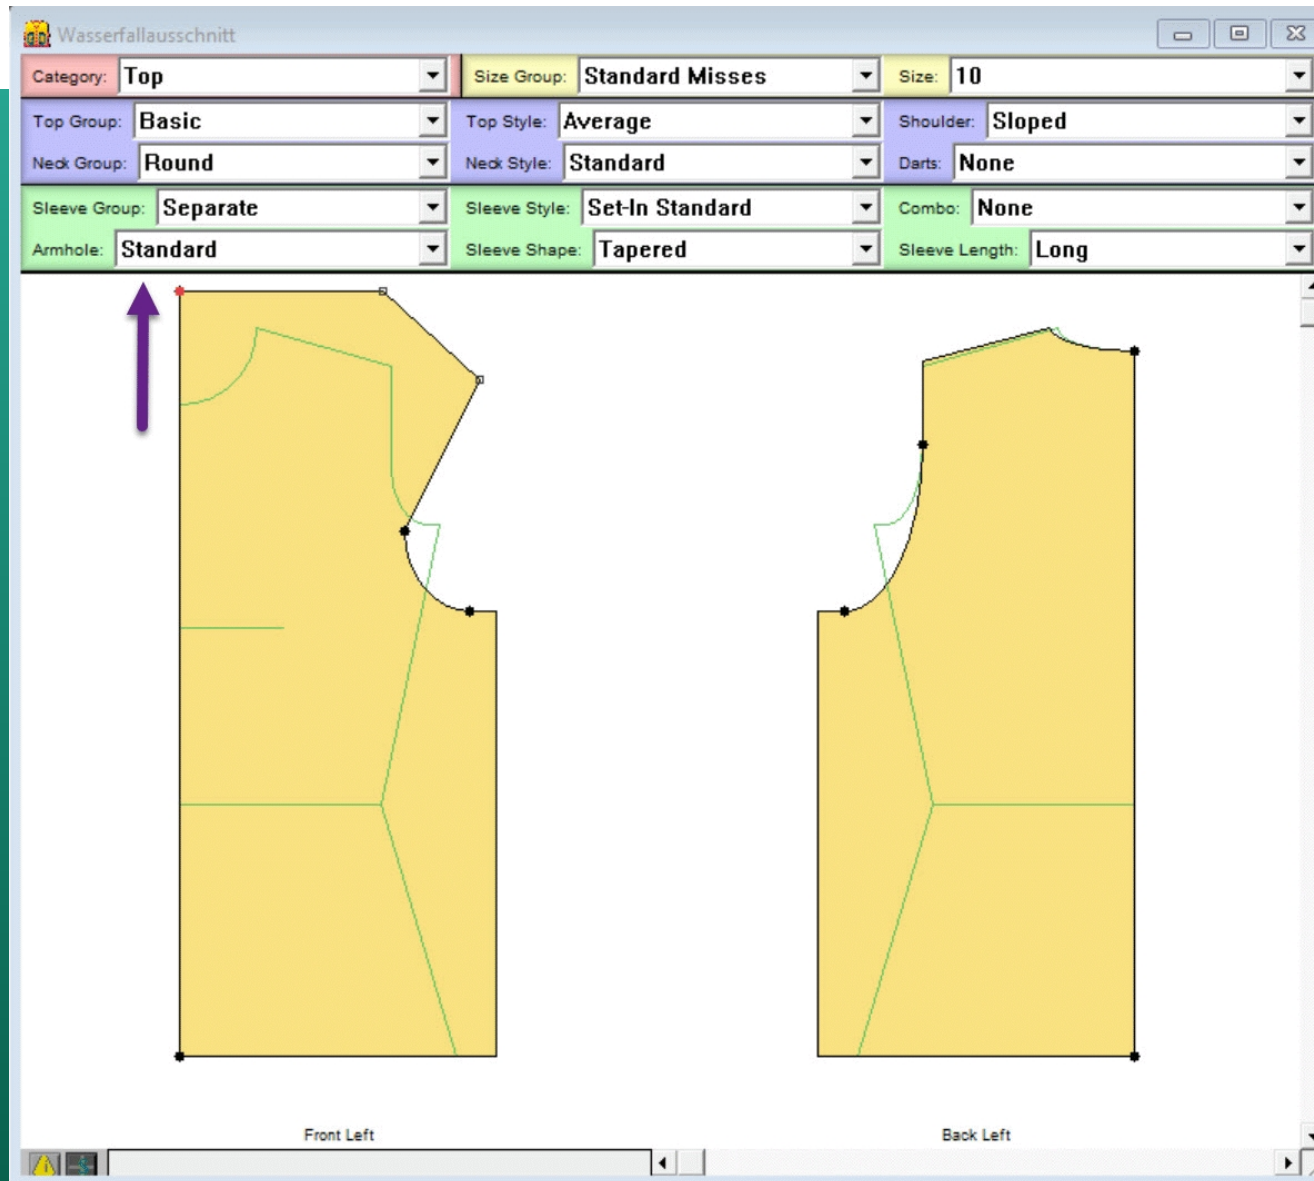 Wasserfallausschnitt
Category: Top Size Group: Standard Misses Size: 10
Top Group: Basic Top Style: Average Shoulder: Sloped
Neck Group: Round Neck Style: Standard Darts: None
Sleeve Group: Separate Sleeve Style: Set-In Standard Combo: None
Armhole: Standard Sleeve Shape: Tapered Sleeve Length: Long
Front Left Back Left